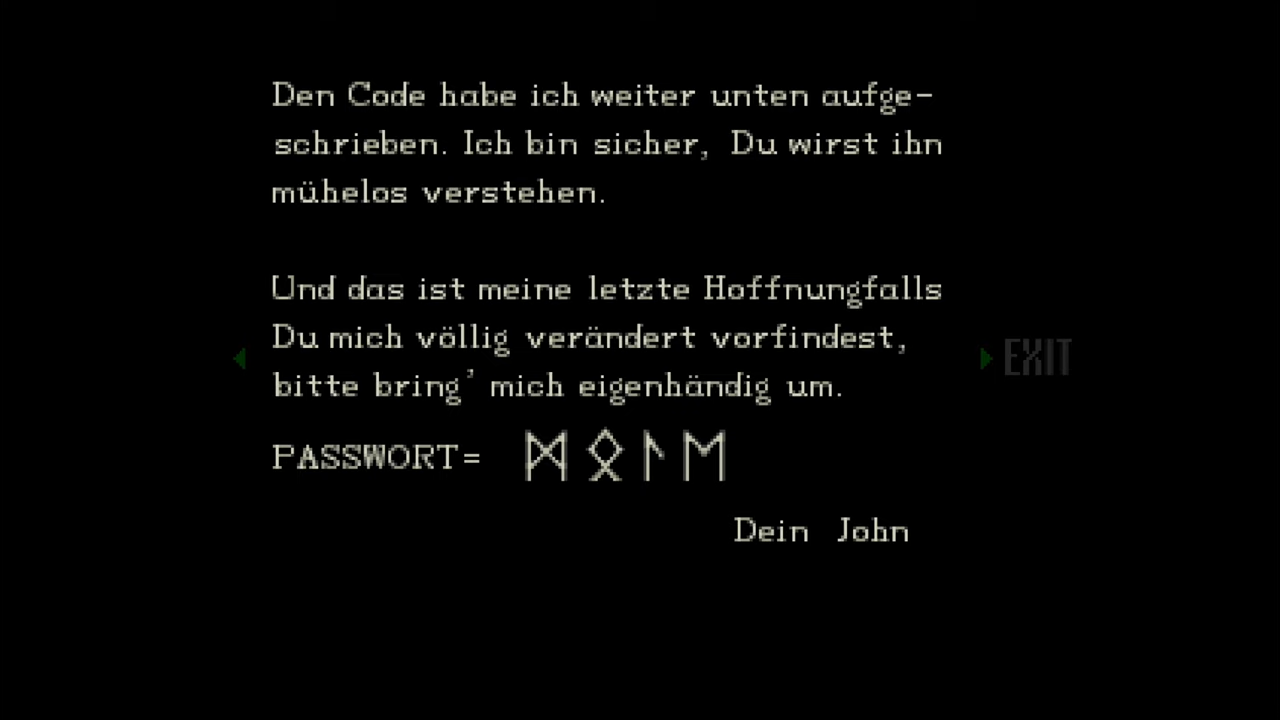 Den Code habe ich weiter unten aufge-
schrieben. Ich bin sicher, Du wirst ihn
mühelos verstehen.
Und das ist meine letzte Hoffnungfalls
Du mich völlig verändert vorfindest,
bitte bring' mich eigenhändig um.
EXIT
PASSWORT= ᛞᛟᛚᛖ
Dein John